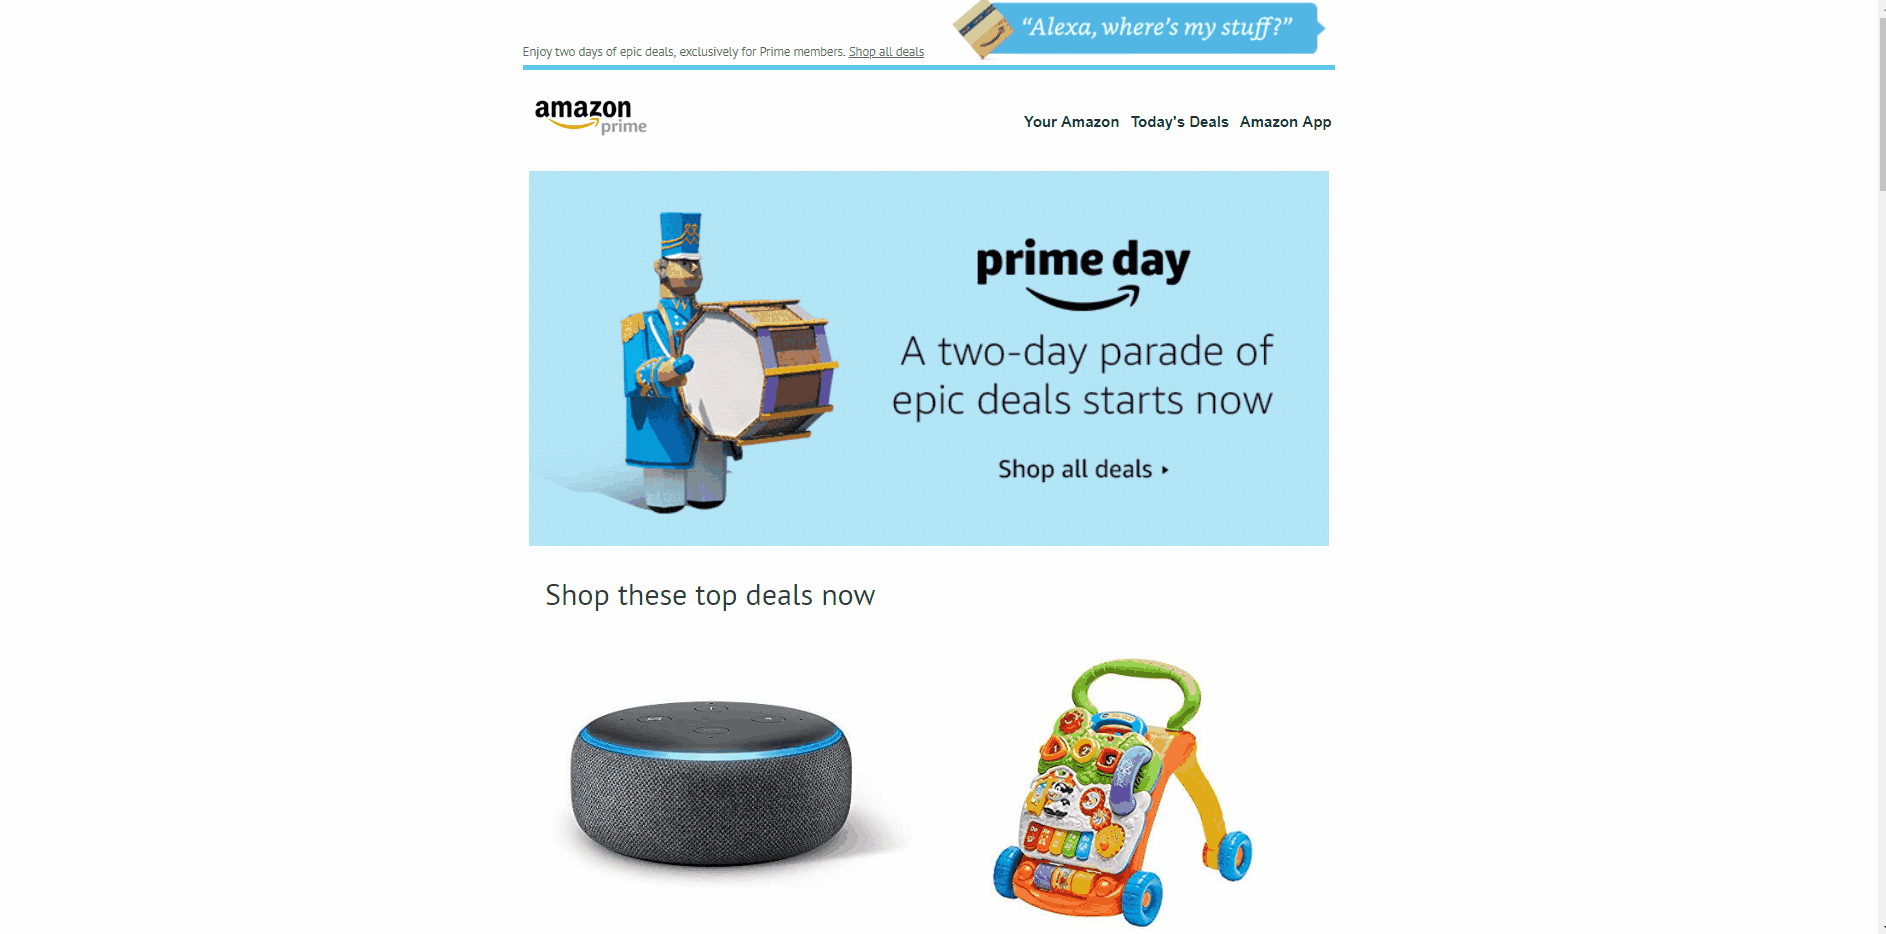 “Alexa, where’s my stuff?”
Enjoy two days of epic deals, exclusively for Prime members. Shop all deals
amazon
prime
Your Amazon Today's Deals Amazon App
prime day
A two-day parade of
epic deals starts now
Shop all deals
Shop these top deals now
1
2